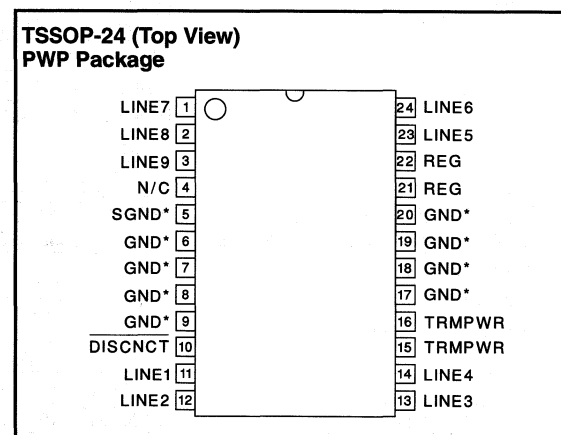 TSSOP-24 (Top View)
PWP Package
LINE7 1 24 LINE6
LINE8 2 23 LINE5
LINE9 3 22 REG
N/C 4 21 REG
SGND* 5 20 GND*
GND* 6 19 GND*
GND* 7 18 GND*
GND* 8 17 GND*
GND* 9 16 TRMPWR
DISCNCT 10 15 TRMPWR
LINE1 11 14 LINE4
LINE2 12 13 LINE3